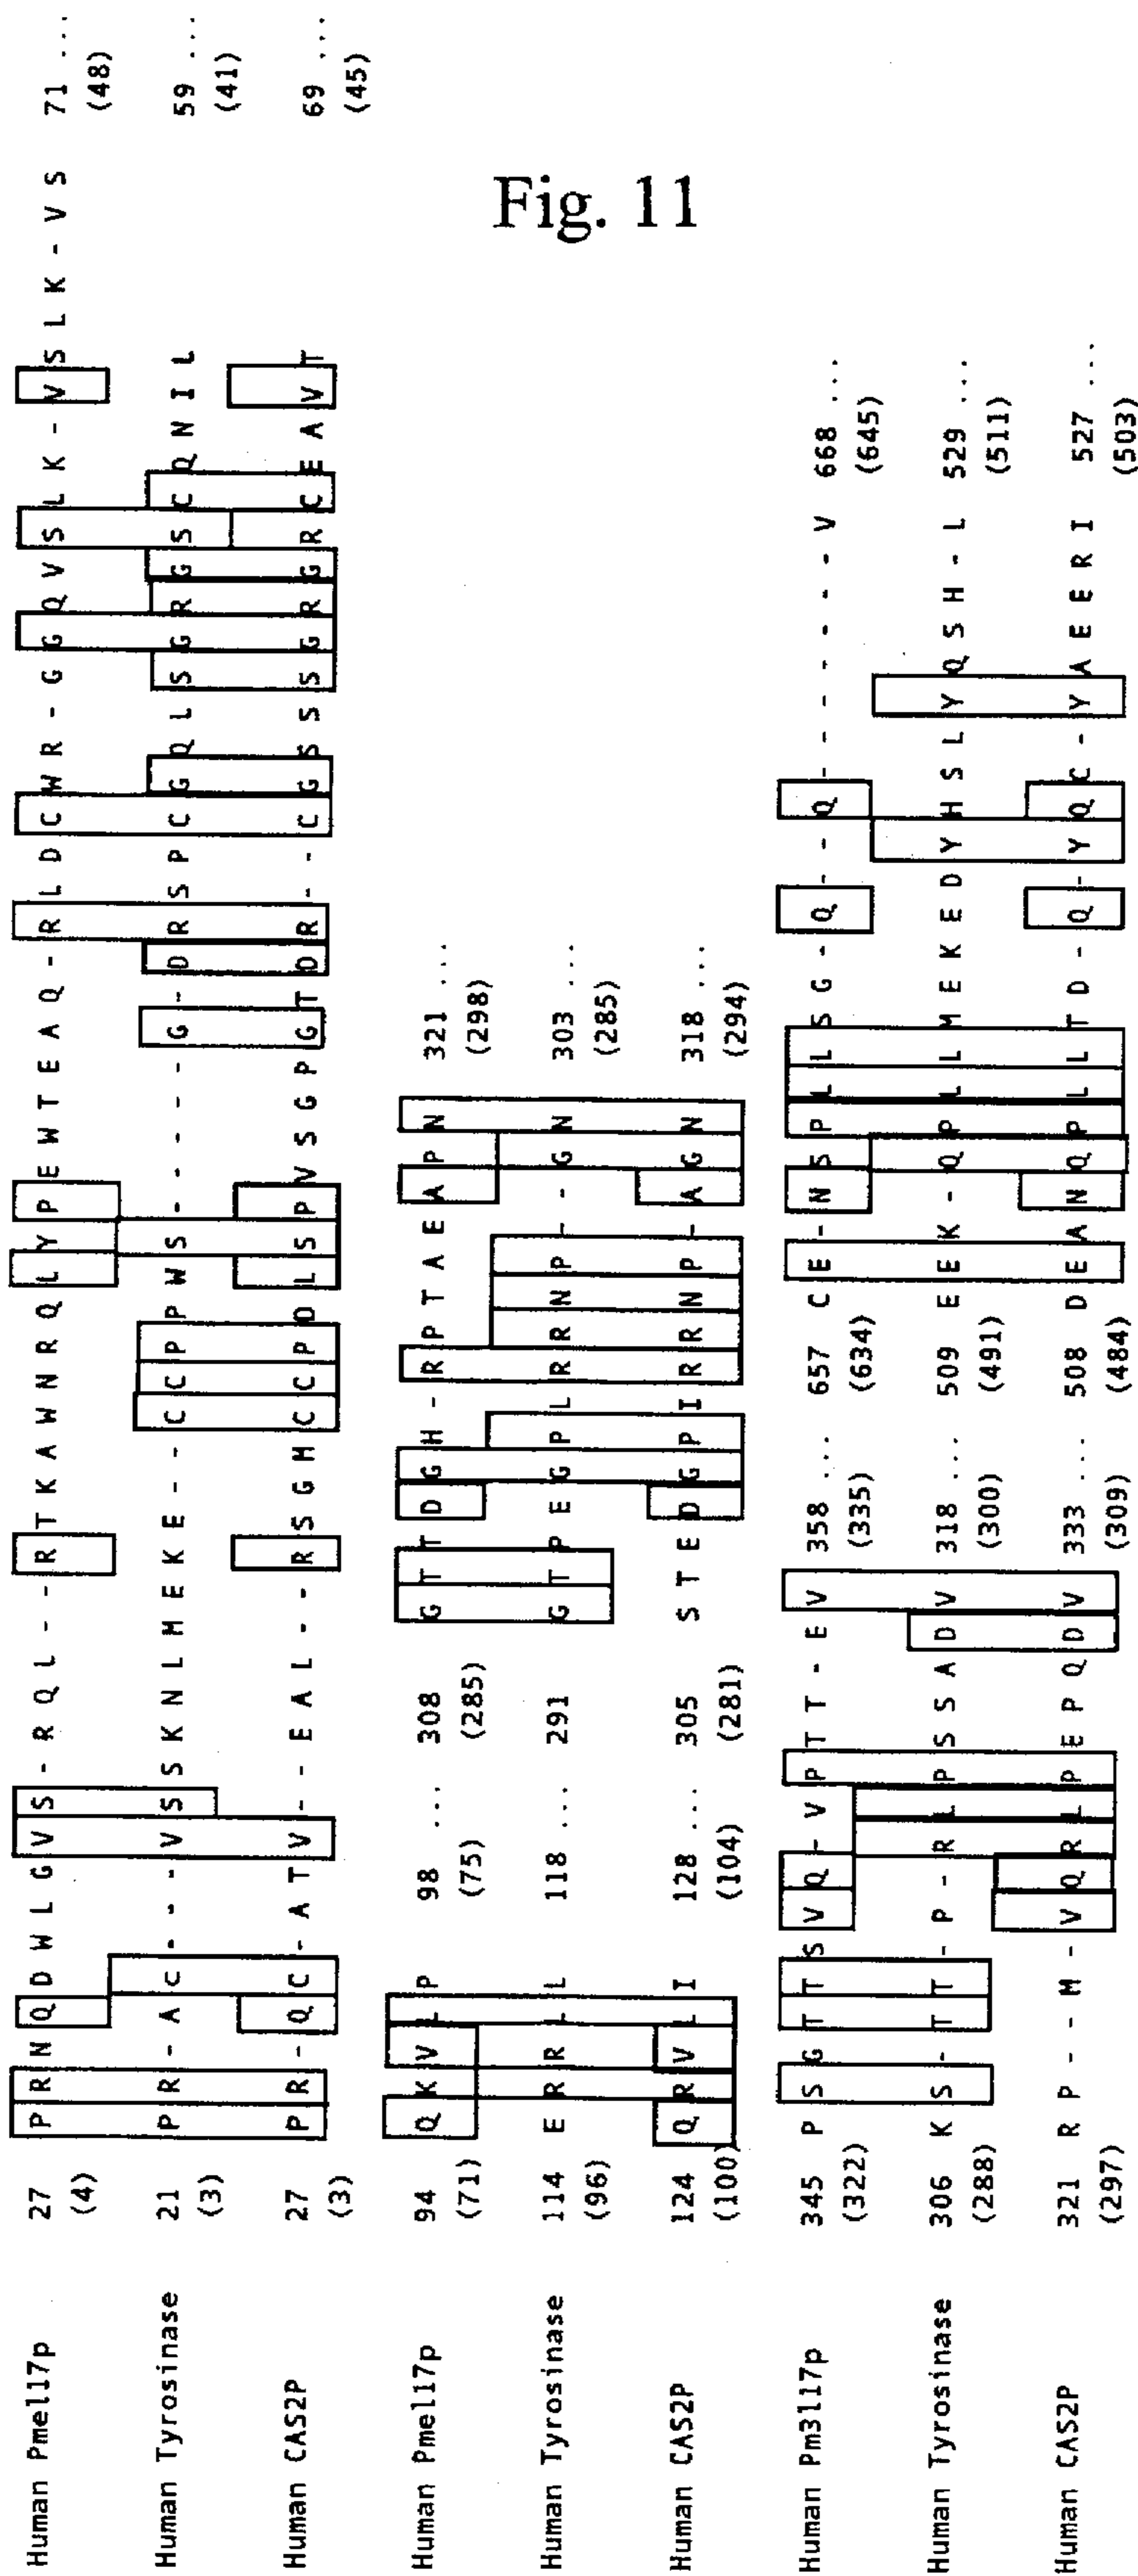 Fig. 11
Human Pmel17p 27 P R N Q D W L G V S - R Q L - - R T K A W N R Q L Y P E W T E A Q - R L D C W R - G G Q V S L K - V S L K - V S 71 ...
(4) (48)
Human Tyrosinase 21 P R - A C - - - V S S K N L M E K E - - C C P P W S - - - - - G - D R S P C G Q L S G R G S C Q N I L 59 ...
(3) (41)
Human CAS2P 27 P R - Q C - A T V - - E A L - - R S G M C C P D L S P V S G P G T D R - - C G S S S G R G R C E A V T 69 ...
(3) (45)
Human Pmel17p 94 Q K V L P 98 ... 308 G T T D G H - R P T A E A P N 321 ...
(71) (75) (285) (298)
Human Tyrosinase 114 E R R L L 118 ... 291 G T P E G P L R R N P - - G N 303 ...
(96) (285)
Human CAS2P 124 Q R V L I 128 ... 305 S T E D G P I R R N P - A G N 318 ...
(100) (104) (281) (294)
Human Pm3l17p 345 P S G T T S V Q - V P T T - E V 358 ... 657 C E - N S P L L S G - Q - - Q - - - - - - - V 668 ...
(322) (335) (634) (645)
Human Tyrosinase 306 K S - T T - P - R L P S S A D V 318 ... 509 E E K - Q P L L M E K E D Y H S L Y Q S H - L 529 ...
(288) (300) (491) (511)
Human CAS2P 321 R P - - M - V Q R L P E P Q D V 333 ... 508 D E A N Q P L L T D - Q - Y Q C - Y A E E R I 527 ...
(297) (309) (484) (503)